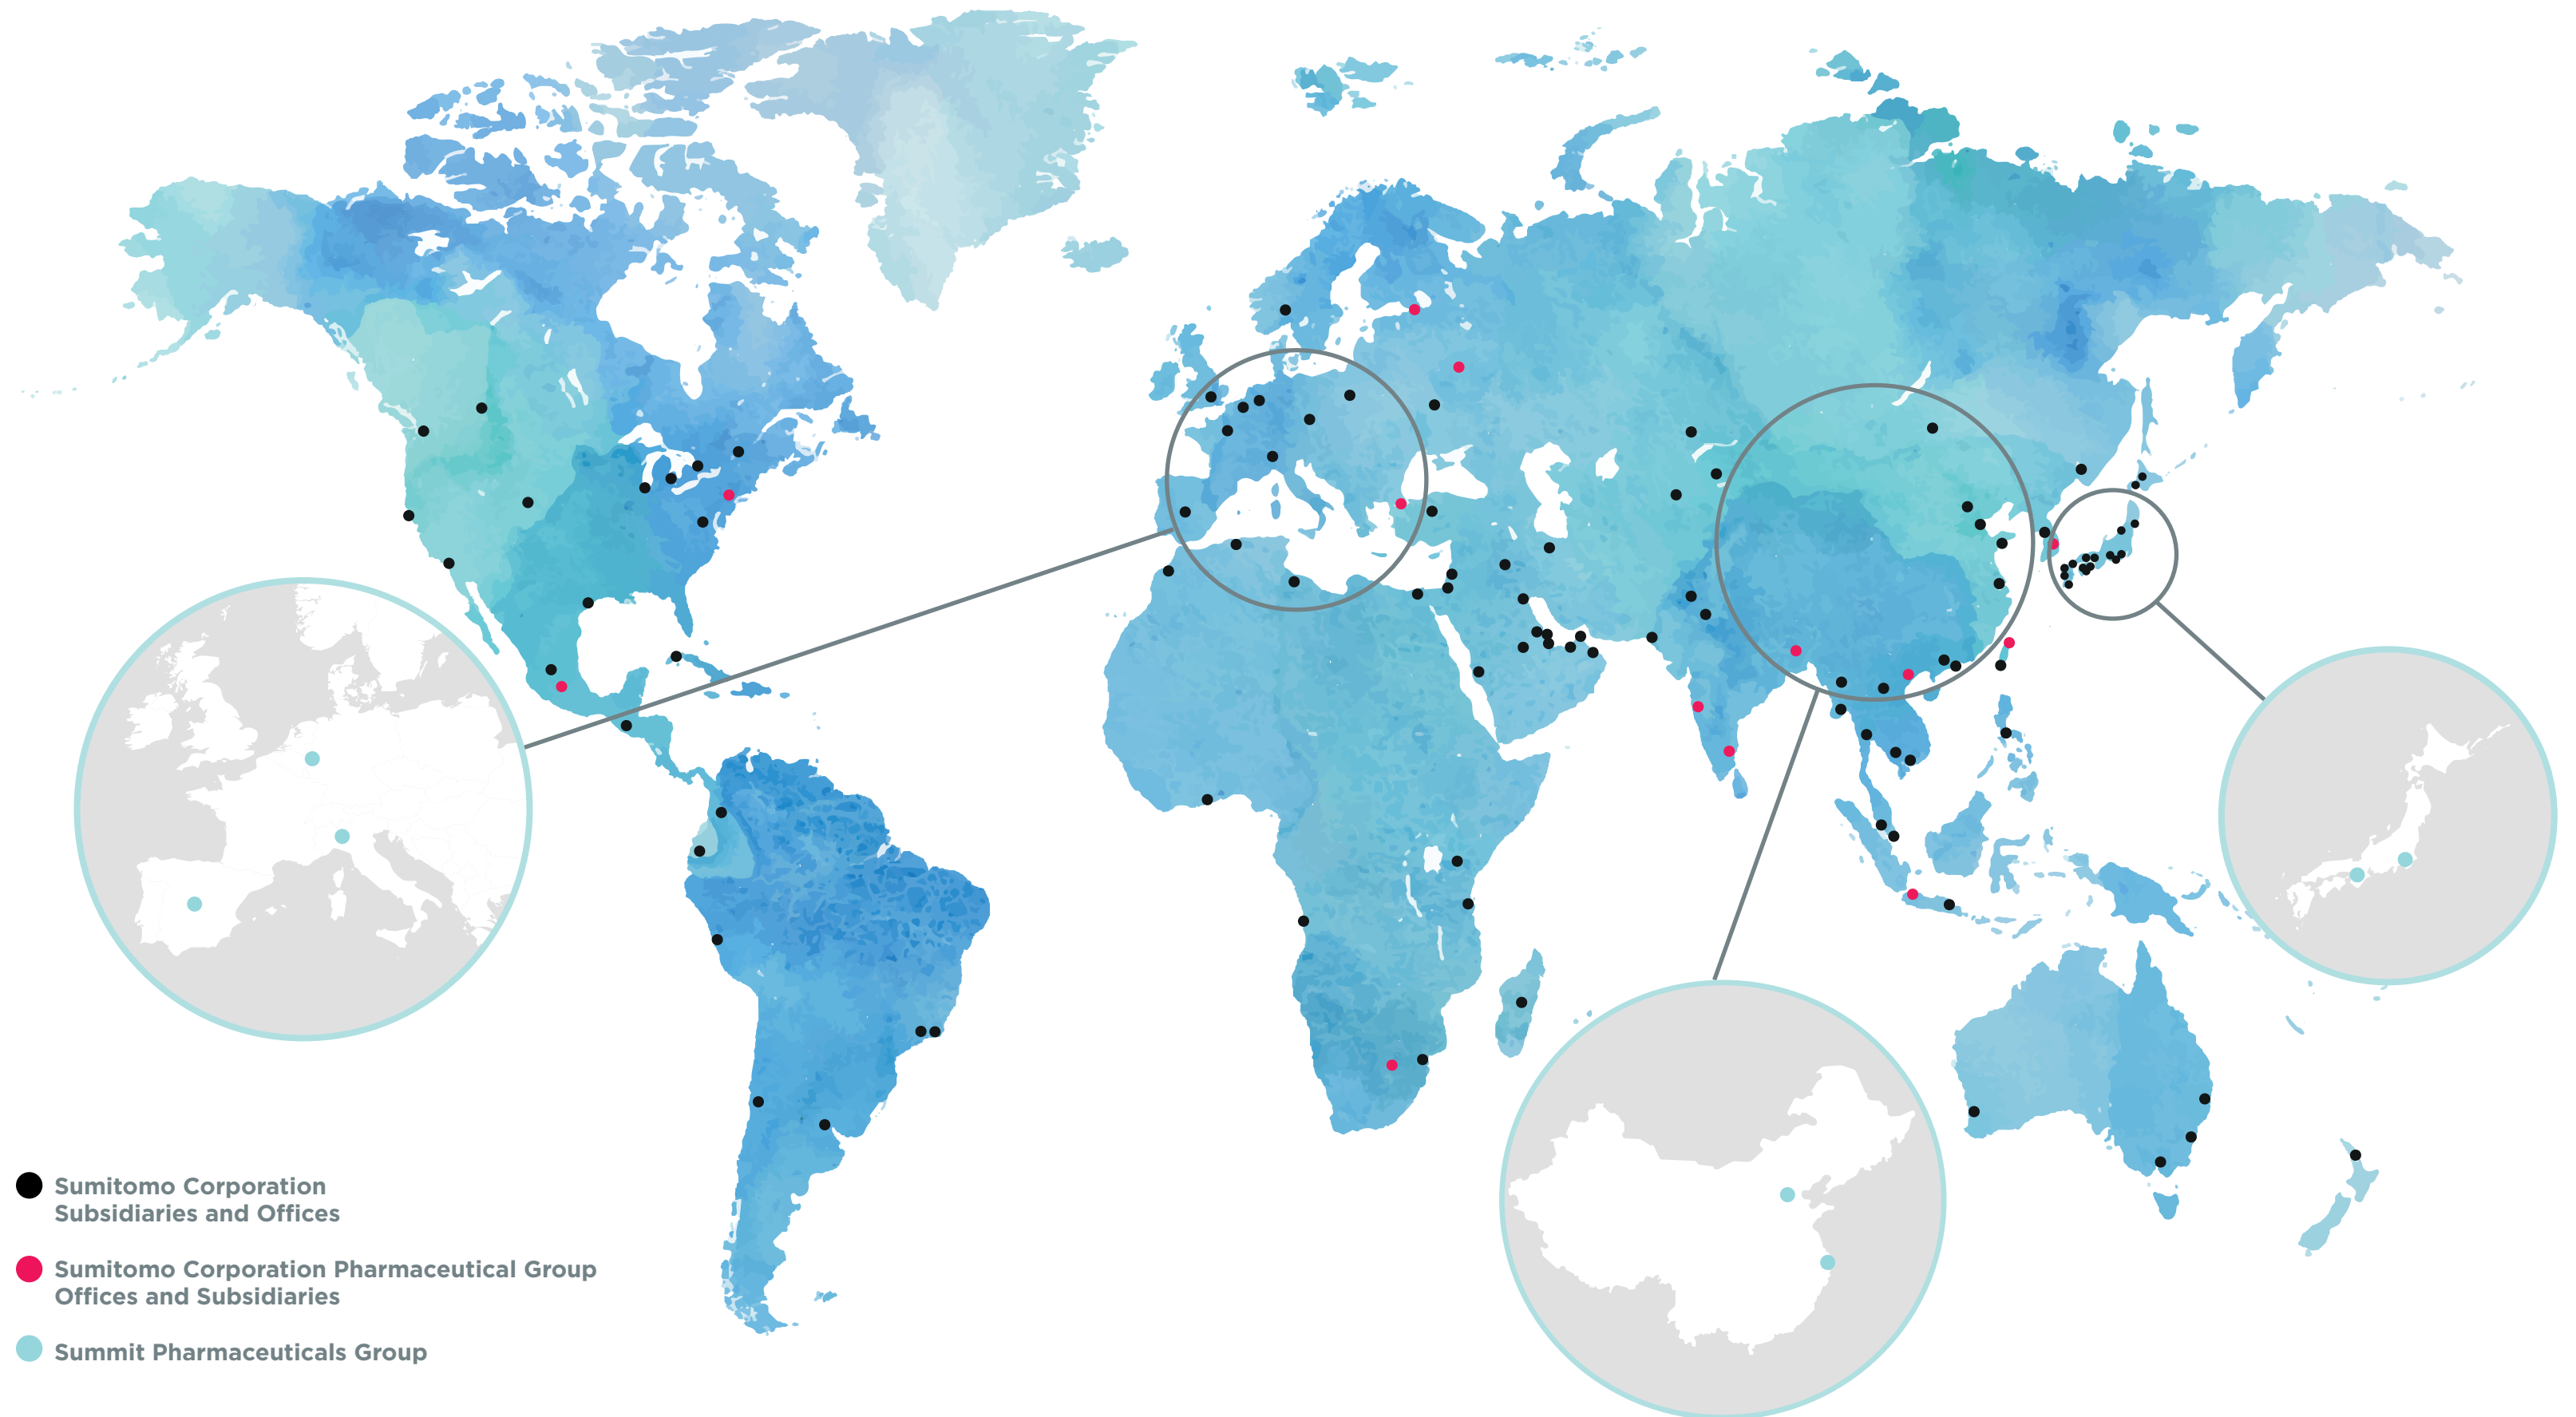 Sumitomo Corporation
Subsidiaries and Offices
Sumitomo Corporation Pharmaceutical Group
Offices and Subsidiaries
Summit Pharmaceuticals Group